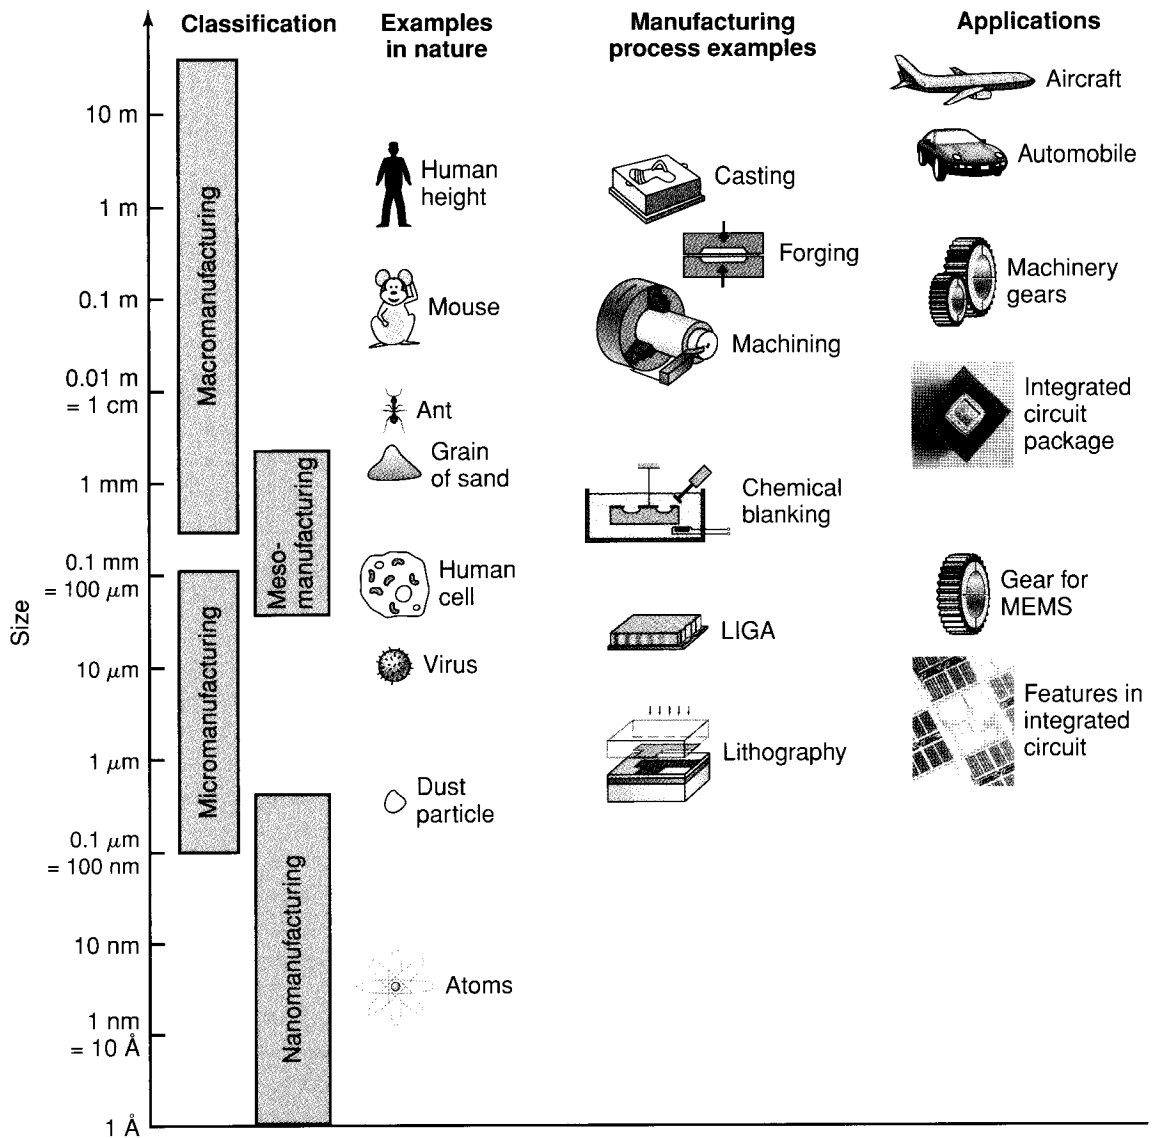 Classification
Examples
in nature
Manufacturing
process examples
Applications
Size
10 m
1 m
0.1 m
0.01 m
= 1 cm
1 mm
0.1 mm
= 100 μm
10 μm
1 μm
0.1 μm
= 100 nm
10 nm
1 nm
= 10 Å
1 Å
Macromanufacturing
Meso-
manufacturing
Micromanufacturing
Nanomanufacturing
Human
height
Mouse
Ant
Grain
of sand
Human
cell
Virus
Dust
particle
Atoms
Casting
Forging
Machining
Chemical
blanking
LIGA
Lithography
Aircraft
Automobile
Machinery
gears
Integrated
circuit
package
Gear for
MEMS
Features in
integrated
circuit